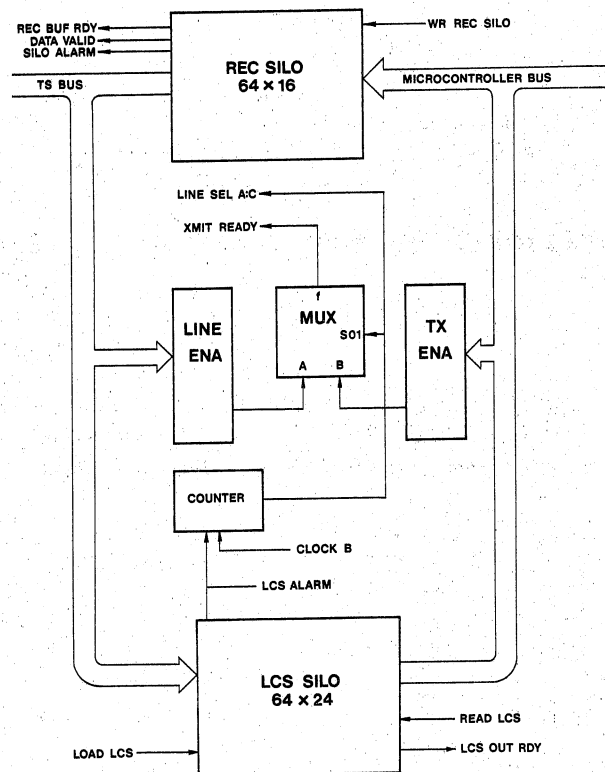 REC BUF RDY
DATA VALID
SILO ALARM
WR REC SILO
REC SILO
64 × 16
TS BUS
MICROCONTROLLER BUS
LINE SEL A:C
XMIT READY
f
MUX
S01
A B
LINE
ENA
TX
ENA
COUNTER
CLOCK B
LCS ALARM
LCS SILO
64 × 24
READ LCS
LOAD LCS
LCS OUT RDY